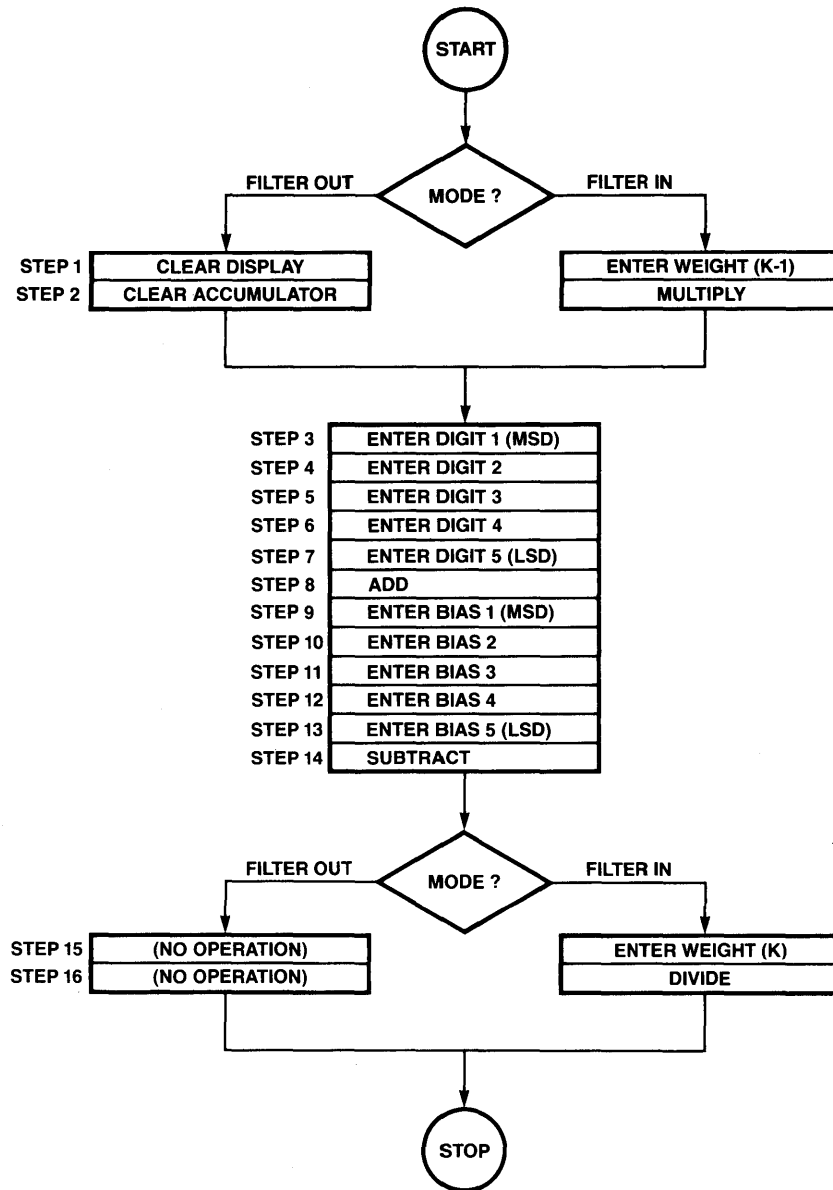 START
MODE ?
FILTER OUT
FILTER IN
STEP 1 CLEAR DISPLAY
STEP 2 CLEAR ACCUMULATOR
ENTER WEIGHT (K-1)
MULTIPLY
STEP 3 ENTER DIGIT 1 (MSD)
STEP 4 ENTER DIGIT 2
STEP 5 ENTER DIGIT 3
STEP 6 ENTER DIGIT 4
STEP 7 ENTER DIGIT 5 (LSD)
STEP 8 ADD
STEP 9 ENTER BIAS 1 (MSD)
STEP 10 ENTER BIAS 2
STEP 11 ENTER BIAS 3
STEP 12 ENTER BIAS 4
STEP 13 ENTER BIAS 5 (LSD)
STEP 14 SUBTRACT
MODE ?
FILTER OUT
FILTER IN
STEP 15 (NO OPERATION)
STEP 16 (NO OPERATION)
ENTER WEIGHT (K)
DIVIDE
STOP